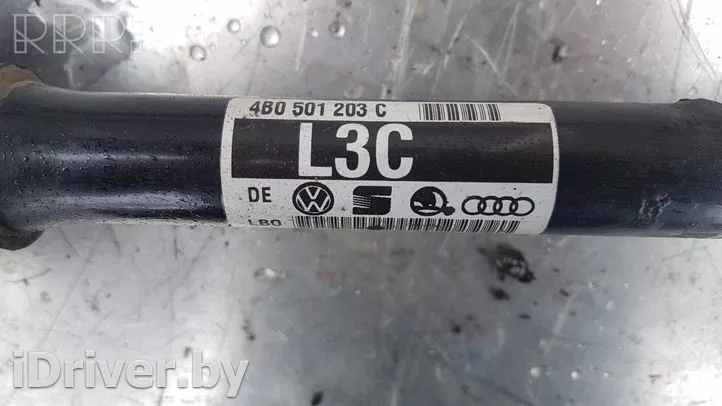 RRR
4B0 501 203 C
L3C
DE
LBO
iDriver.by